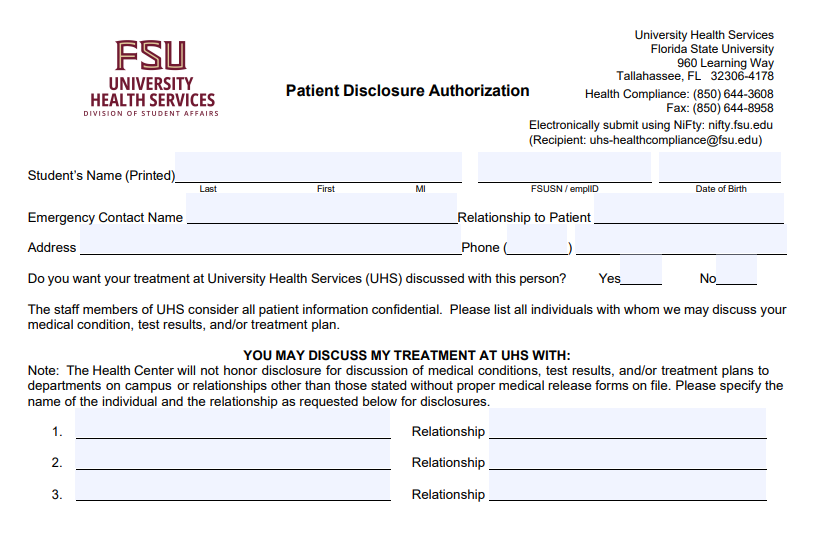 FSU
UNIVERSITY
HEALTH SERVICES
DIVISION OF STUDENT AFFAIRS
Patient Disclosure Authorization
University Health Services
Florida State University
960 Learning Way
Tallahassee, FL 32306-4178
Health Compliance: (850) 644-3608
Fax: (850) 644-8958
Electronically submit using NiFty: nifty.fsu.edu
(Recipient: uhs-healthcompliance@fsu.edu)
Student's Name (Printed)
Last First MI FSUSN / emplID Date of Birth
Emergency Contact Name Relationship to Patient
Address Phone ( )
Do you want your treatment at University Health Services (UHS) discussed with this person? Yes No
The staff members of UHS consider all patient information confidential. Please list all individuals with whom we may discuss your
medical condition, test results, and/or treatment plan.
YOU MAY DISCUSS MY TREATMENT AT UHS WITH:
Note: The Health Center will not honor disclosure for discussion of medical conditions, test results, and/or treatment plans to
departments on campus or relationships other than those stated without proper medical release forms on file. Please specify the
name of the individual and the relationship as requested below for disclosures.
1. Relationship
2. Relationship
3. Relationship